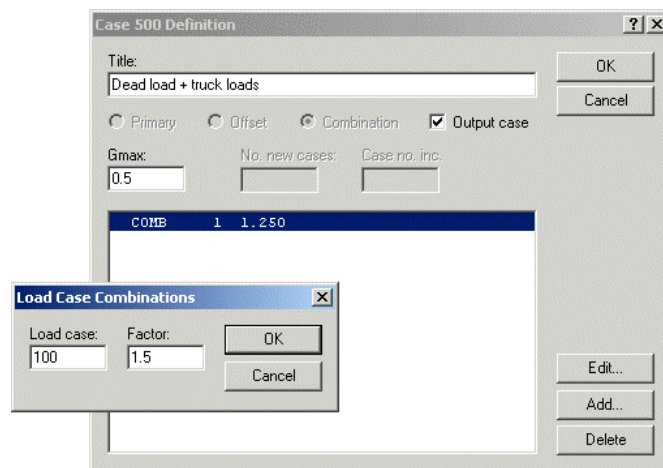 Case 500 Definition
Title:
OK
Dead load + truck loads
Cancel
Primary Offset Combination Output case
Gmax: No. new cases: Case no. inc.
0.5
COMB 1 1.250
Load Case Combinations
Load case: Factor:
OK
100 1.5
Cancel
Edit...
Add...
Delete